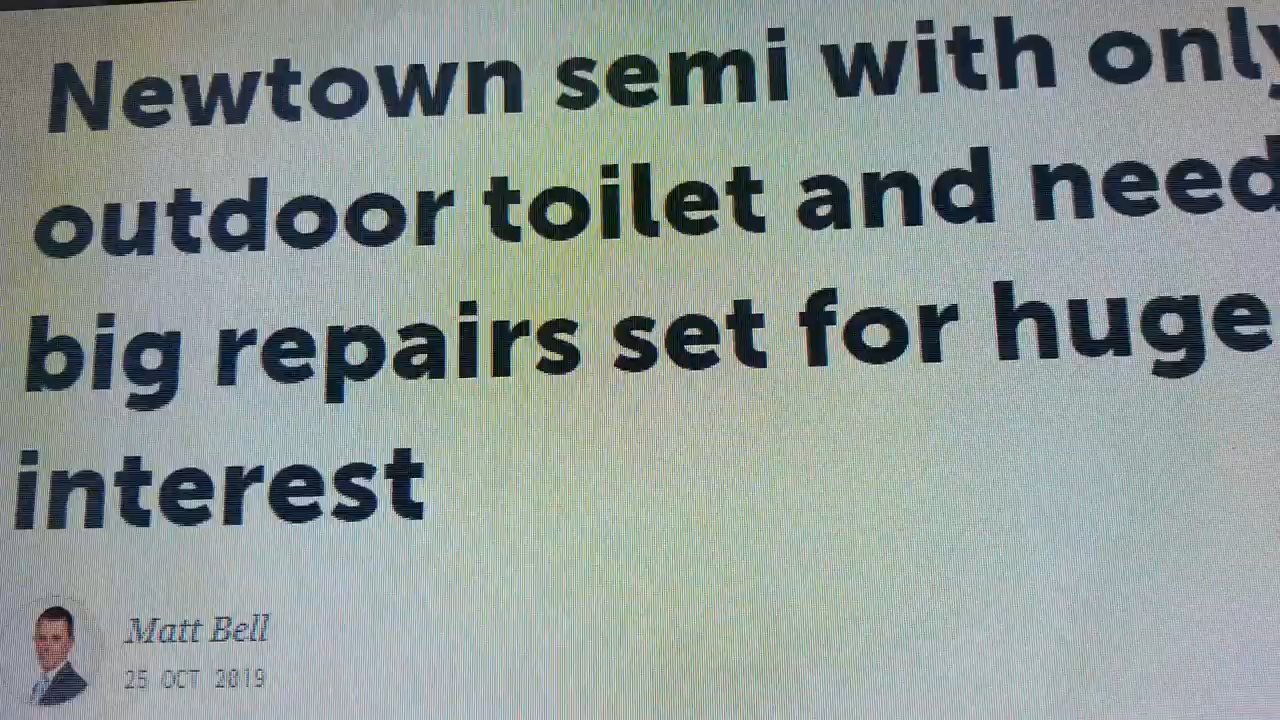 Newtown semi with only
outdoor toilet and need
big repairs set for huge
interest
Matt Bell
25 OCT 2019